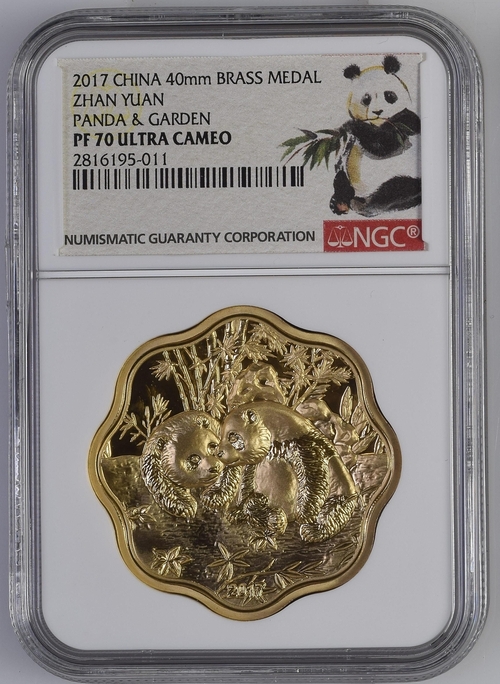 2017 CHINA 40mm BRASS MEDAL
ZHAN YUAN
PANDA & GARDEN
PF 70 ULTRA CAMEO
2816195-011
NUMISMATIC GUARANTY CORPORATION
NGC®
2017